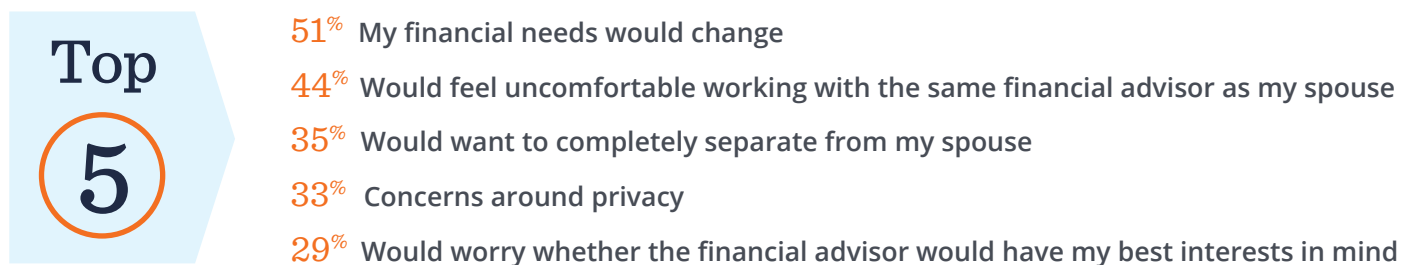 Top
5
51% My financial needs would change
44% Would feel uncomfortable working with the same financial advisor as my spouse
35% Would want to completely separate from my spouse
33% Concerns around privacy
29% Would worry whether the financial advisor would have my best interests in mind